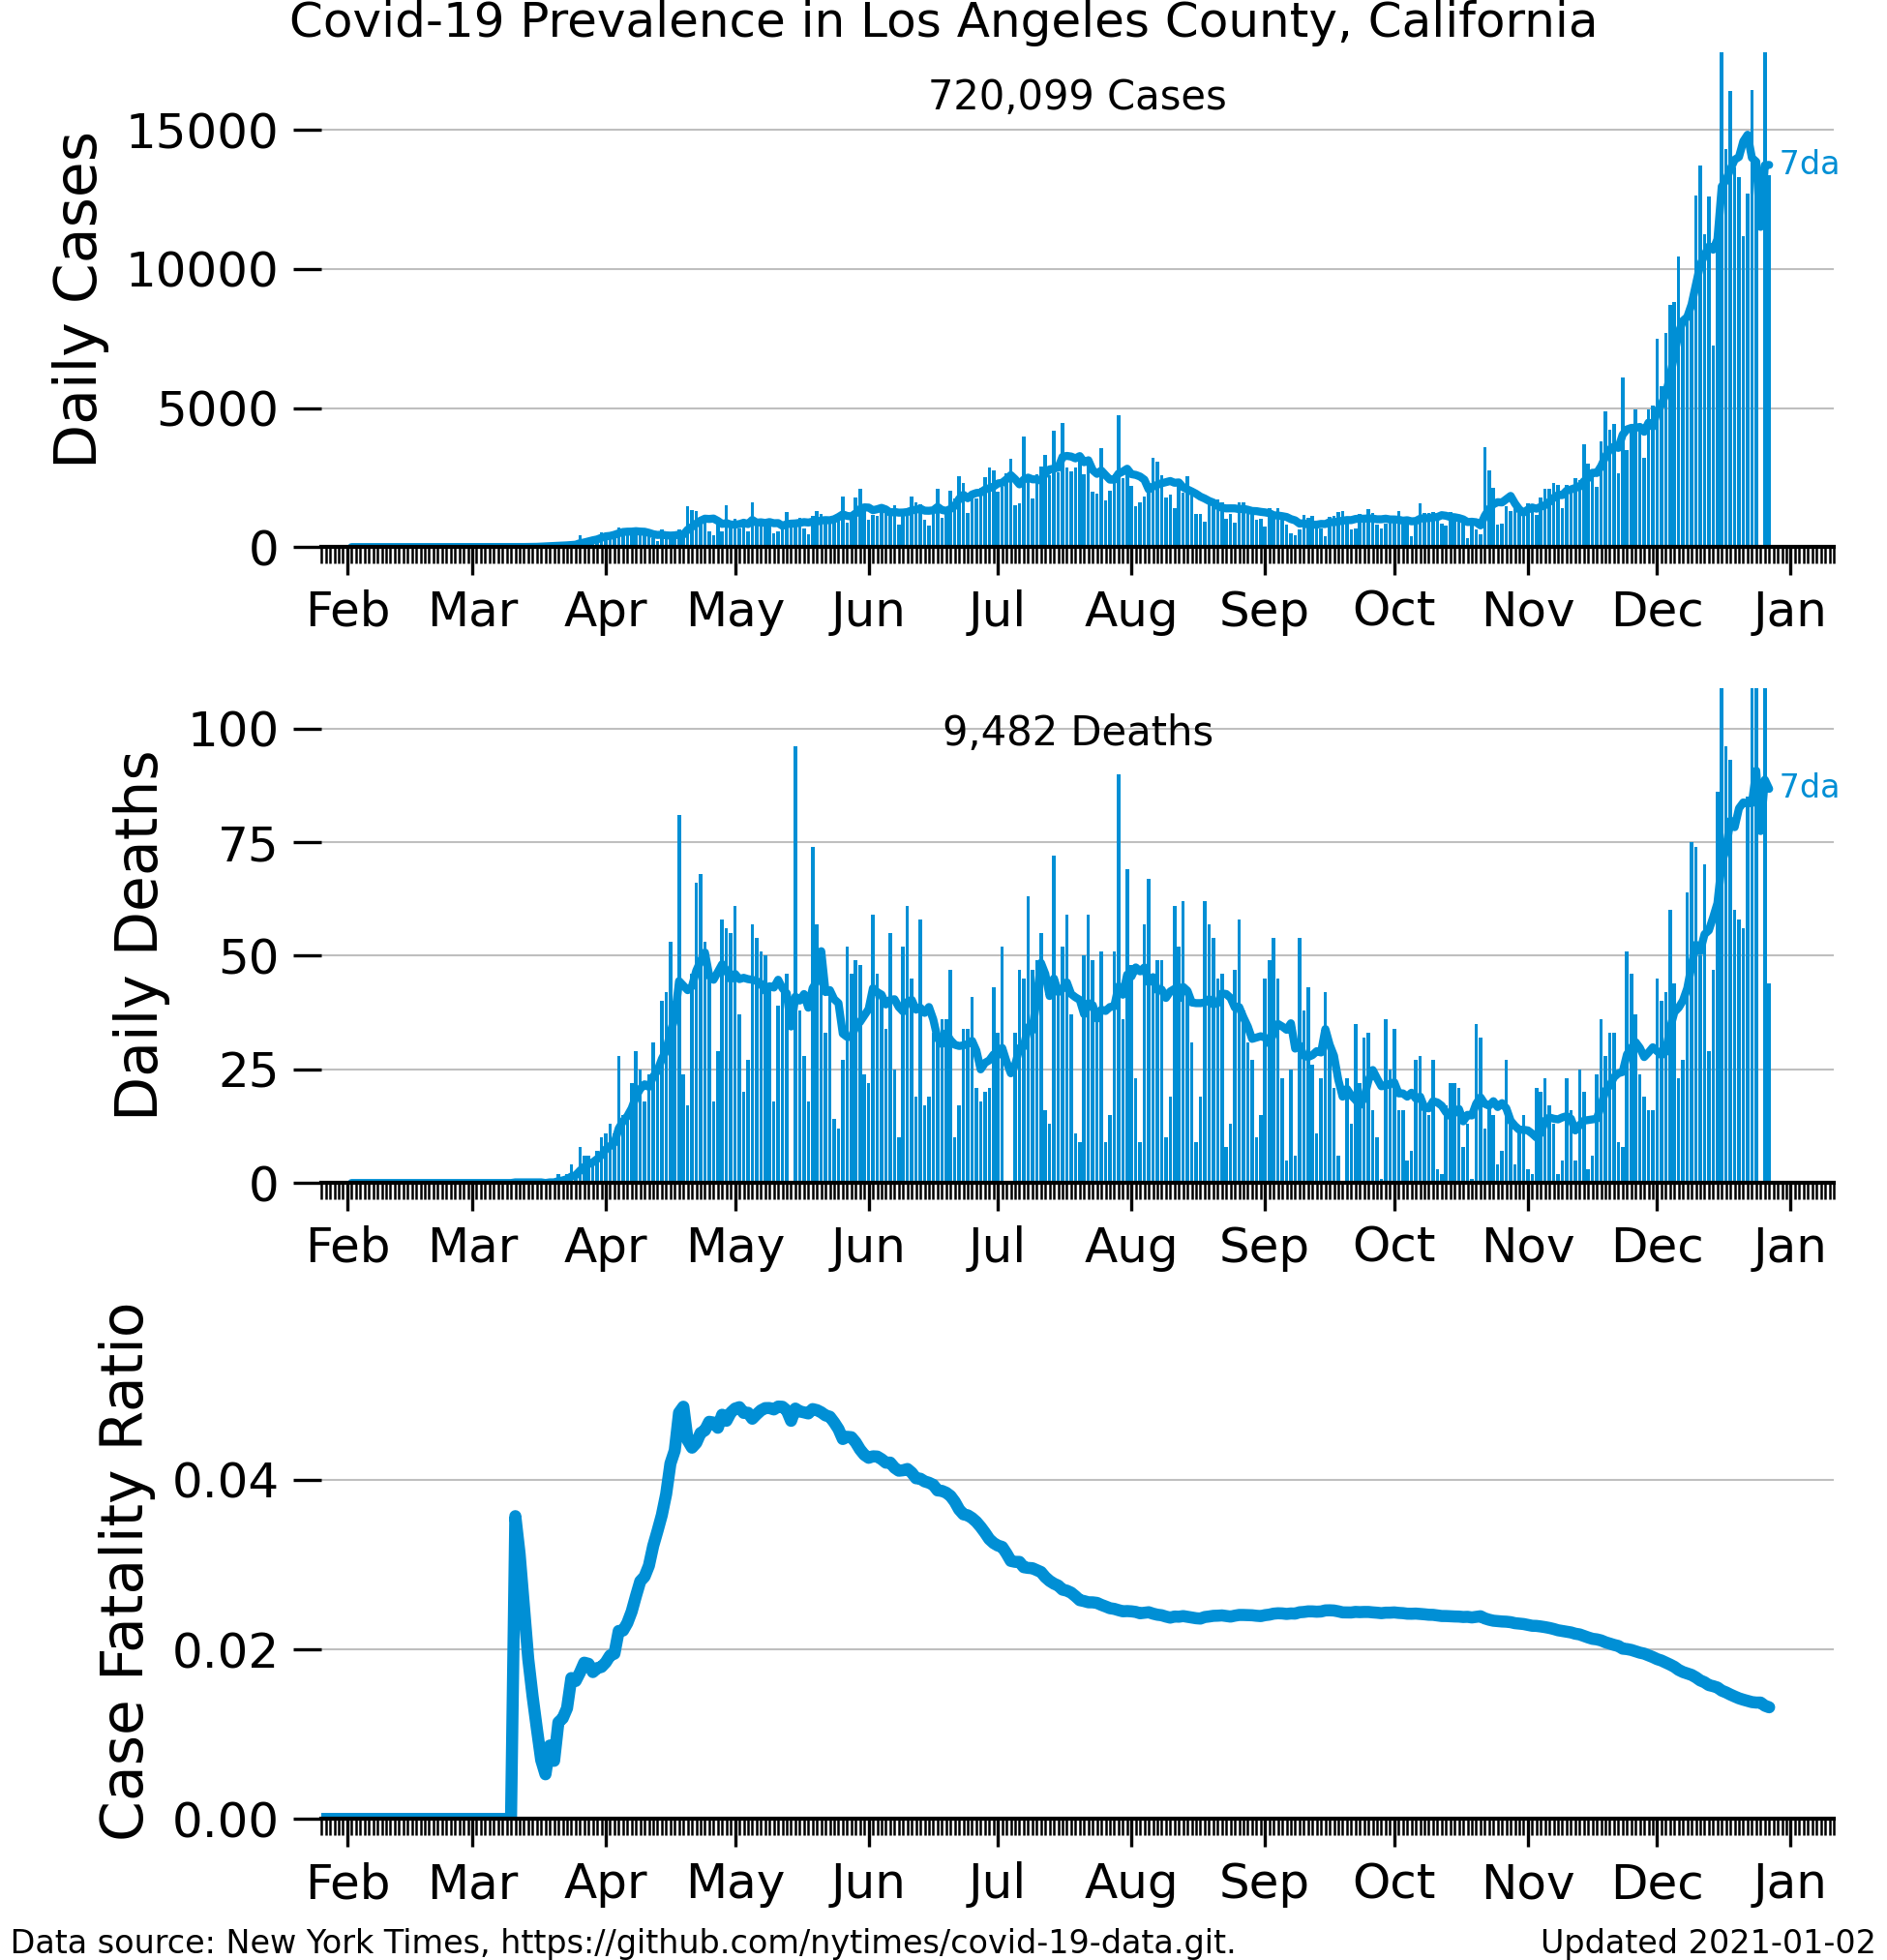 Covid-19 Prevalence in Los Angeles County, California
720,099 Cases
Daily Cases
15000
10000
5000
0
7da
Feb Mar Apr May Jun Jul Aug Sep Oct Nov Dec Jan
9,482 Deaths
Daily Deaths
100
75
50
25
0
7da
Feb Mar Apr May Jun Jul Aug Sep Oct Nov Dec Jan
Case Fatality Ratio
0.04
0.02
0.00
Feb Mar Apr May Jun Jul Aug Sep Oct Nov Dec Jan
Data source: New York Times, https://github.com/nytimes/covid-19-data.git.
Updated 2021-01-02